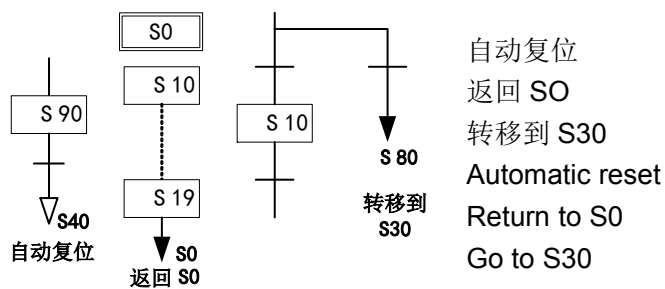 S0
S 10
S 90
S 19
S40
自动复位
S0
返回 S0
S 10
S 80
转移到
S30
自动复位
返回 SO
转移到 S30
Automatic reset
Return to S0
Go to S30